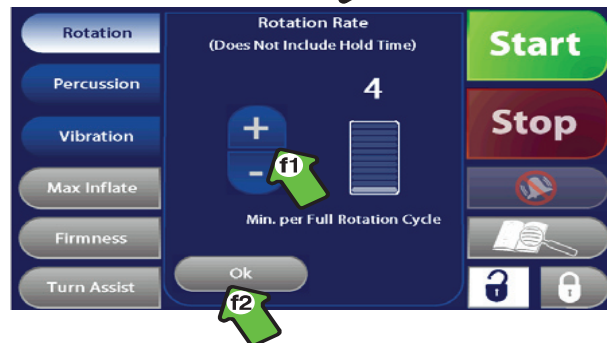 Rotation
Percussion
Vibration
Max Inflate
Firmness
Turn Assist
Rotation Rate
(Does Not Include Hold Time)
4
+
-
f1
Min. per Full Rotation Cycle
Ok
f2
Start
Stop